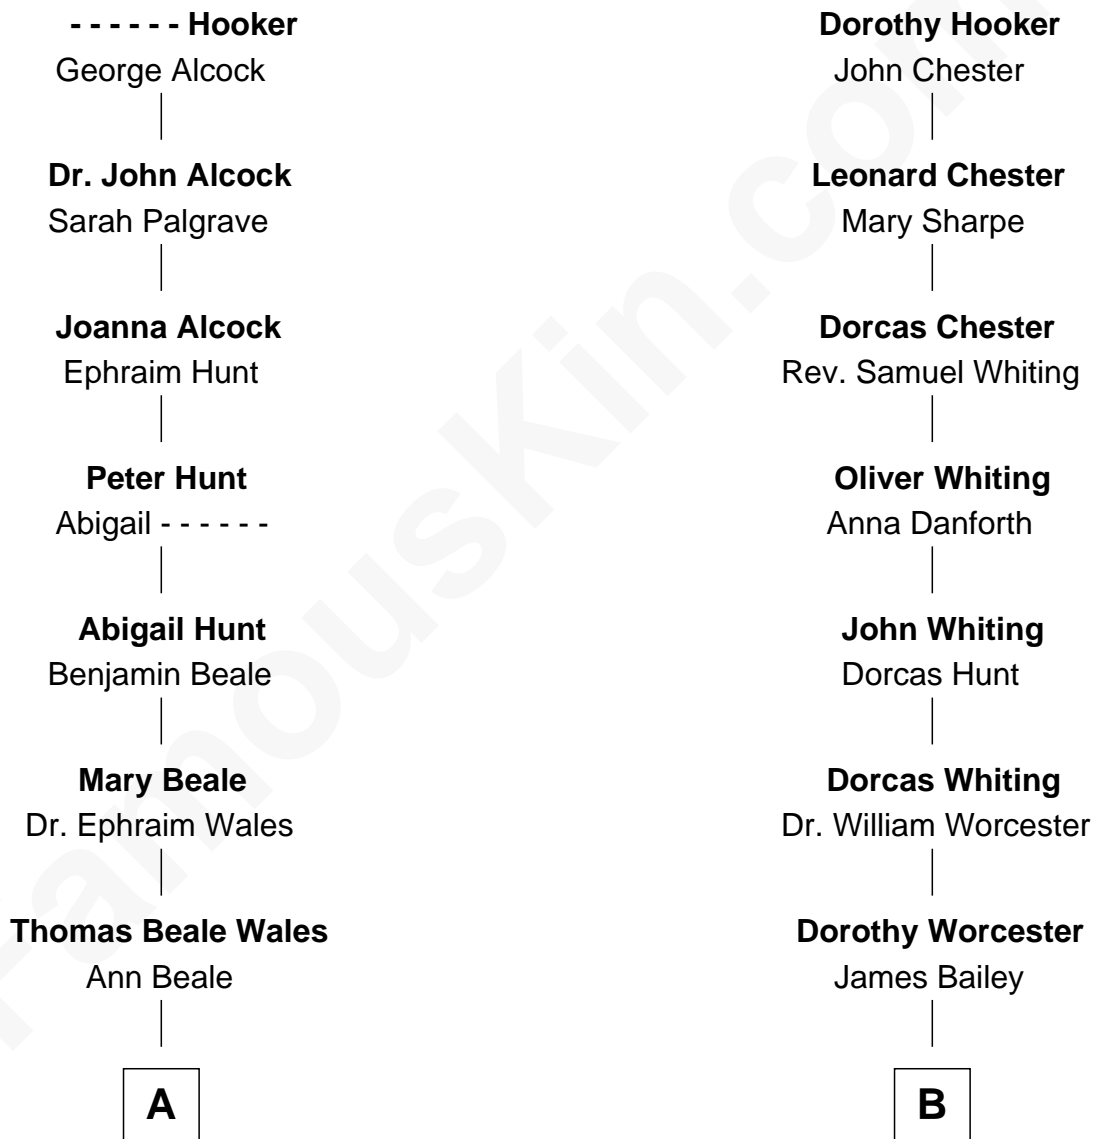 - - - - - - Hooker
George Alcock
Dr. John Alcock
Sarah Palgrave
Joanna Alcock
Ephraim Hunt
Peter Hunt
Abigail - - - - - -
Abigail Hunt
Benjamin Beale
Mary Beale
Dr. Ephraim Wales
Thomas Beale Wales
Ann Beale
A
Dorothy Hooker
John Chester
Leonard Chester
Mary Sharpe
Dorcas Chester
Rev. Samuel Whiting
Oliver Whiting
Anna Danforth
John Whiting
Dorcas Hunt
Dorcas Whiting
Dr. William Worcester
Dorothy Worcester
James Bailey
B
FamousKin.com